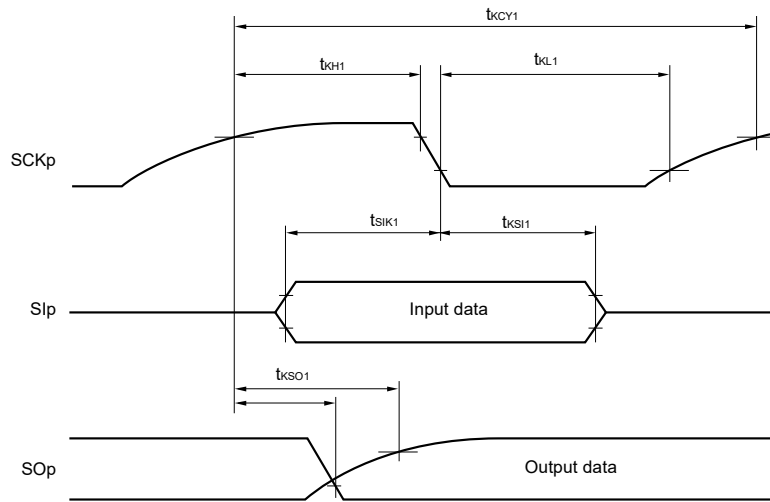 tKCY1
tKH1
tKL1
SCKp
tSIK1
tKSI1
SIp
Input data
tKSO1
SOp
Output data